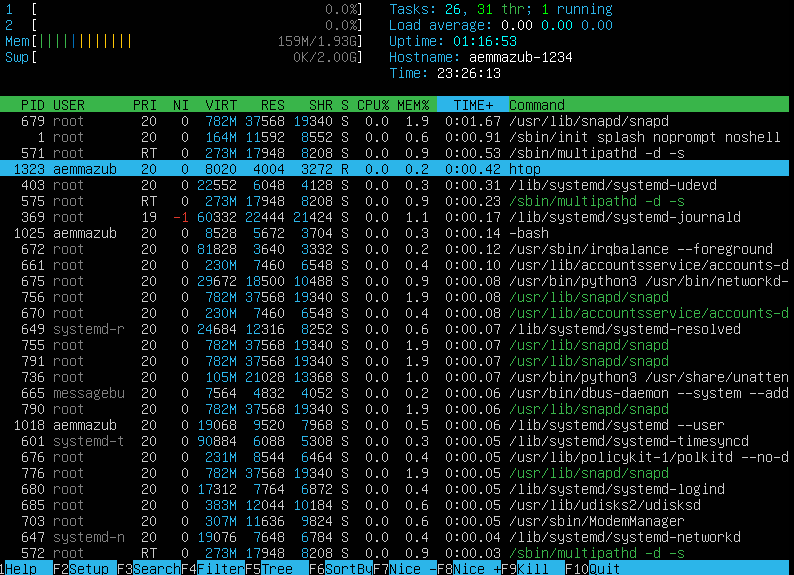 1 [ 0.0%] Tasks: 26, 31 thr; 1 running
2 [ 0.0%] Load average: 0.00 0.00 0.00
Mem[||||||||||||| 159M/1.93G] Uptime: 01:16:53
Swp[ 0K/2.00G] Hostname: aemmazub-1234
Time: 23:26:13
PID USER PRI NI VIRT RES SHR S CPU% MEM% TIME+ Command
679 root 20 0 782M 37568 19340 S 0.0 1.9 0:01.67 /usr/lib/snapd/snapd
1 root 20 0 164M 11592 8552 S 0.0 0.6 0:00.91 /sbin/init splash noprompt noshell
571 root RT 0 273M 17948 8208 S 0.0 0.9 0:00.53 /sbin/multipathd -d -s
1323 aemmazub 20 0 8020 4004 3272 R 0.0 0.2 0:00.42 htop
403 root 20 0 22552 6048 4128 S 0.0 0.3 0:00.31 /lib/systemd/systemd-udevd
575 root RT 0 273M 17948 8208 S 0.0 0.9 0:00.23 /sbin/multipathd -d -s
369 root 19 -1 60332 22444 21424 S 0.0 1.1 0:00.17 /lib/systemd/systemd-journald
1025 aemmazub 20 0 8528 5672 3704 S 0.0 0.3 0:00.14 -bash
672 root 20 0 81828 3640 3332 S 0.0 0.2 0:00.12 /usr/sbin/irqbalance --foreground
661 root 20 0 230M 7460 6548 S 0.0 0.4 0:00.10 /usr/lib/accountsservice/accounts-d
675 root 20 0 29672 18500 10488 S 0.0 0.9 0:00.08 /usr/bin/python3 /usr/bin/networkd-
756 root 20 0 782M 37568 19340 S 0.0 1.9 0:00.08 /usr/lib/snapd/snapd
670 root 20 0 230M 7460 6548 S 0.0 0.4 0:00.08 /usr/lib/accountsservice/accounts-d
649 systemd-r 20 0 24684 12316 8252 S 0.0 0.6 0:00.07 /lib/systemd/systemd-resolved
755 root 20 0 782M 37568 19340 S 0.0 1.9 0:00.07 /usr/lib/snapd/snapd
791 root 20 0 782M 37568 19340 S 0.0 1.9 0:00.07 /usr/lib/snapd/snapd
736 root 20 0 105M 21028 13368 S 0.0 1.0 0:00.07 /usr/bin/python3 /usr/share/unatten
665 messagebu 20 0 7564 4832 4052 S 0.0 0.2 0:00.06 /usr/bin/dbus-daemon --system --add
790 root 20 0 782M 37568 19340 S 0.0 1.9 0:00.06 /usr/lib/snapd/snapd
1018 aemmazub 20 0 19068 9520 7968 S 0.0 0.5 0:00.06 /lib/systemd/systemd --user
601 systemd-t 20 0 90884 6088 5308 S 0.0 0.3 0:00.05 /lib/systemd/systemd-timesyncd
676 root 20 0 231M 8544 6464 S 0.0 0.4 0:00.05 /usr/lib/policykit-1/polkitd --no-d
776 root 20 0 782M 37568 19340 S 0.0 1.9 0:00.05 /usr/lib/snapd/snapd
680 root 20 0 17312 7764 6872 S 0.0 0.4 0:00.05 /lib/systemd/systemd-logind
685 root 20 0 383M 12044 10184 S 0.0 0.6 0:00.05 /usr/lib/udisks2/udisksd
703 root 20 0 307M 11636 9824 S 0.0 0.6 0:00.05 /usr/sbin/ModemManager
647 systemd-n 20 0 19076 7648 6784 S 0.0 0.4 0:00.04 /lib/systemd/systemd-networkd
572 root RT 0 273M 17948 8208 S 0.0 0.9 0:00.03 /sbin/multipathd -d -s
1Help F2Setup F3SearchF4FilterF5Tree F6SortByF7Nice -F8Nice +F9Kill F10Quit